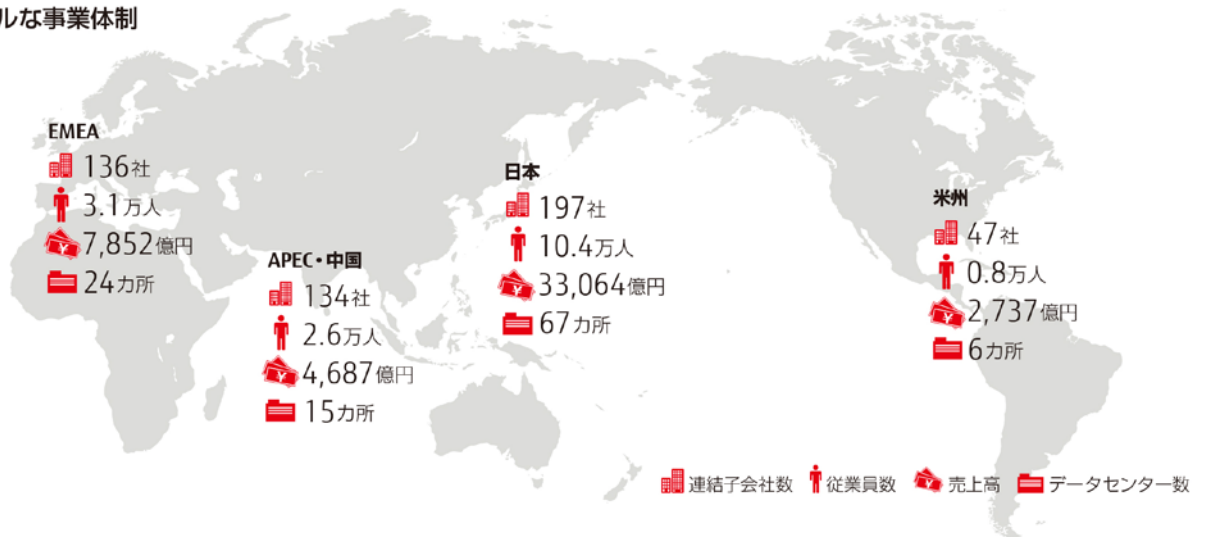 ルな事業体制
EMEA
136社
3.1万人
7,852億円
24カ所
APEC・中国
134社
2.6万人
4,687億円
15カ所
日本
197社
10.4万人
33,064億円
67カ所
米州
47社
0.8万人
2,737億円
6カ所
連結子会社数 従業員数 売上高 データセンター数